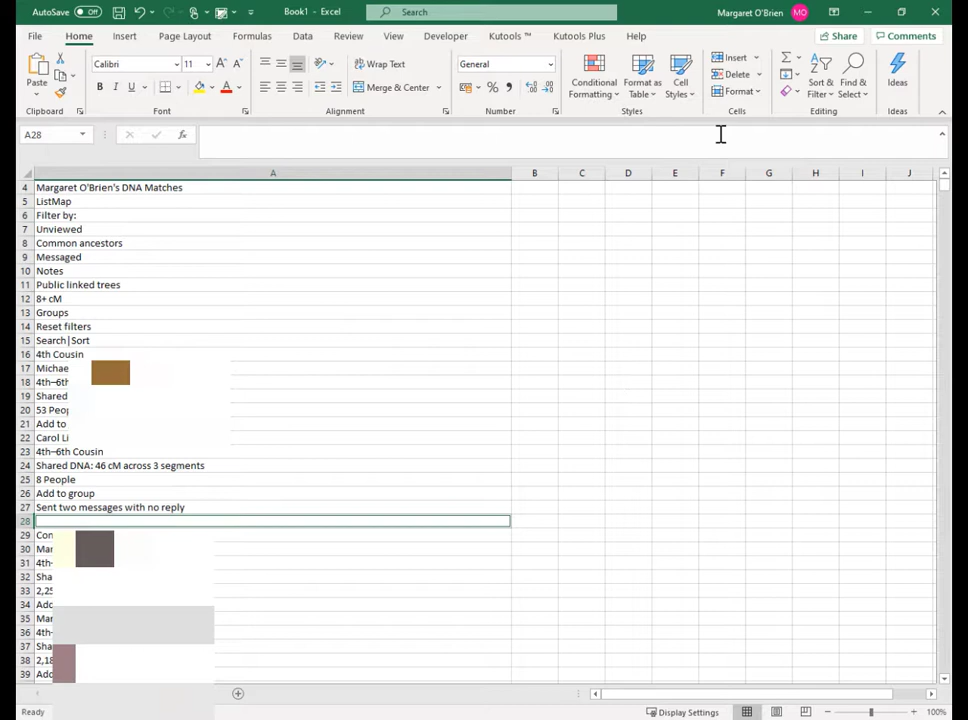 AutoSave Off Book1 - Excel Search Margaret O'Brien MO
File Home Insert Page Layout Formulas Data Review View Developer Kutools ™ Kutools Plus Help Share Comments
Paste Calibri 11 Wrap Text General Conditional Formatting Format as Table Cell Styles Insert Delete Format Sort & Filter Find & Select Ideas
B I U Merge & Center
Clipboard Font Alignment Number Styles Cells Editing Ideas
A28 fx
A B C D E F G H I J
4 Margaret O'Brien's DNA Matches
5 ListMap
6 Filter by:
7 Unviewed
8 Common ancestors
9 Messaged
10 Notes
11 Public linked trees
12 8+ cM
13 Groups
14 Reset filters
15 Search|Sort
16 4th Cousin
17 Michae
18 4th–6th
19 Shared
20 53 Peop
21 Add to
22 Carol Li
23 4th–6th Cousin
24 Shared DNA: 46 cM across 3 segments
25 8 People
26 Add to group
27 Sent two messages with no reply
28
29 Con
30 Mar
31 4th-
32 Sha
33 2,25
34 Add
35 Mar
36 4th-
37 Sha
38 2,18
39 Add
Ready Display Settings 100%